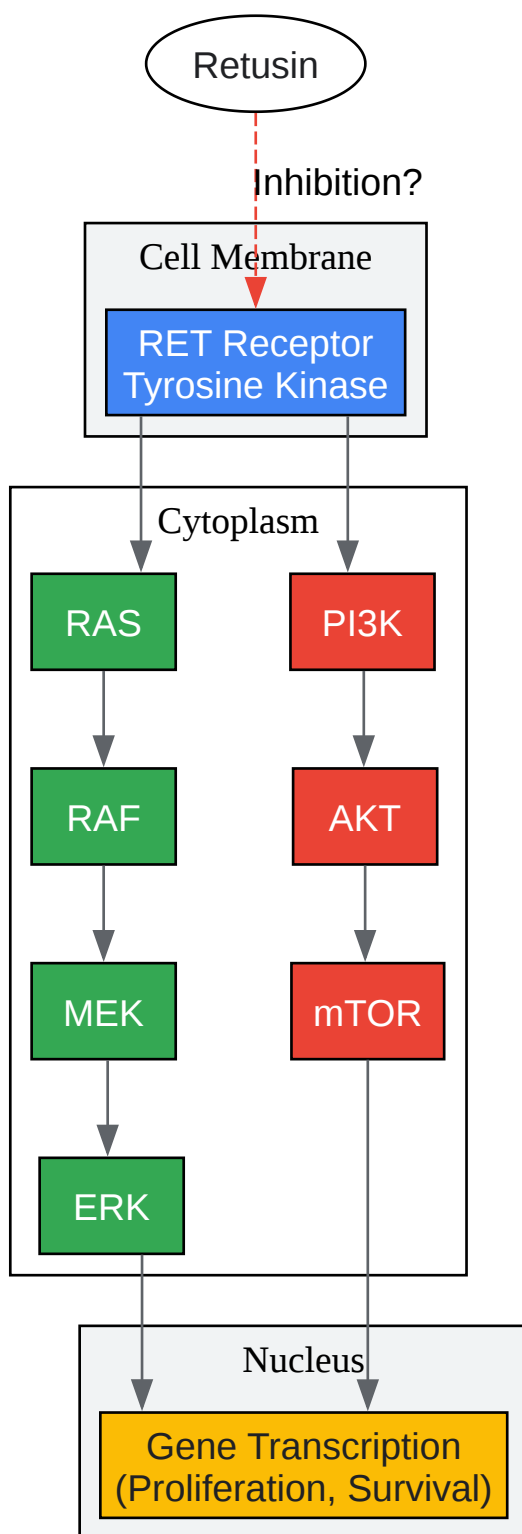 Retusin
Inhibition?
Cell Membrane
RET Receptor
Tyrosine Kinase
Cytoplasm
RAS
PI3K
RAF
AKT
MEK
mTOR
ERK
Nucleus
Gene Transcription
(Proliferation, Survival)